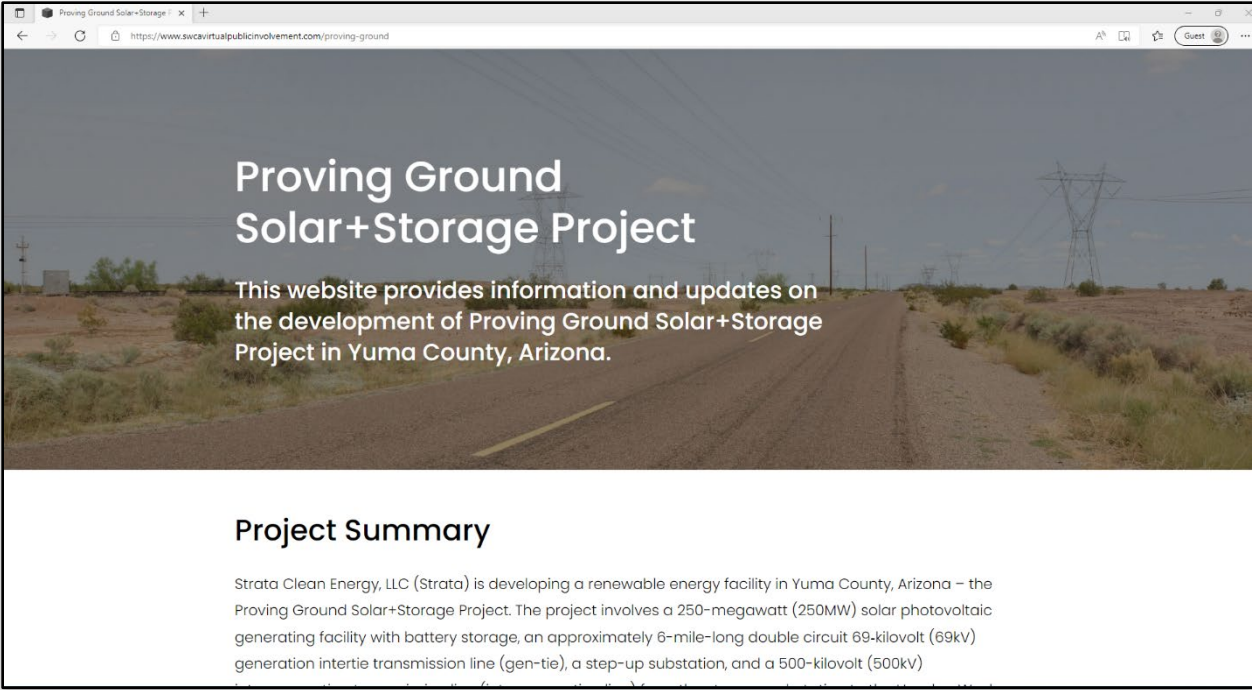 Proving Ground Solar+Storage
https://www.swcavirtualpublicinvolvement.com/proving-ground
Guest
Proving Ground
Solar+Storage Project
This website provides information and updates on
the development of Proving Ground Solar+Storage
Project in Yuma County, Arizona.
Project Summary
Strata Clean Energy, LLC (Strata) is developing a renewable energy facility in Yuma County, Arizona – the
Proving Ground Solar+Storage Project. The project involves a 250-megawatt (250MW) solar photovoltaic
generating facility with battery storage, an approximately 6-mile-long double circuit 69-kilovolt (69kV)
generation intertie transmission line (gen-tie), a step-up substation, and a 500-kilovolt (500kV)